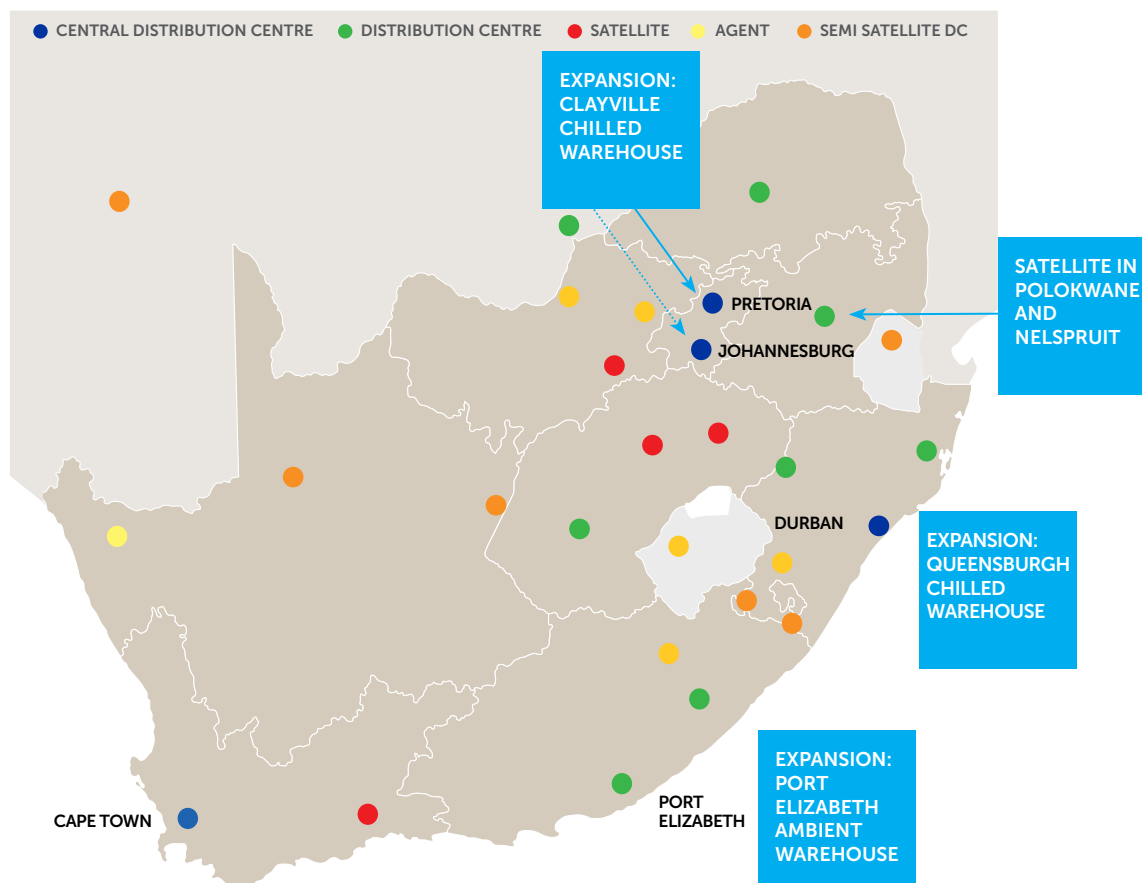 CENTRAL DISTRIBUTION CENTRE DISTRIBUTION CENTRE SATELLITE AGENT SEMI SATELLITE DC
EXPANSION:
CLAYVILLE
CHILLED
WAREHOUSE
SATELLITE IN
POLOKWANE
AND
NELSPRUIT
PRETORIA
JOHANNESBURG
DURBAN
EXPANSION:
QUEENSBURGH
CHILLED
WAREHOUSE
EXPANSION:
PORT
ELIZABETH
AMBIENT
WAREHOUSE
PORT
ELIZABETH
CAPE TOWN